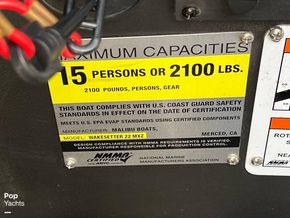 MAXIMUM CAPACITIES
15 PERSONS OR 2100 LBS.
2100 POUNDS, PERSONS, GEAR
THIS BOAT COMPLIES WITH U.S. COAST GUARD SAFETY
STANDARDS IN EFFECT ON THE DATE OF CERTIFICATION
MEETS U.S. EPA EVAP STANDARDS USING CERTIFIED COMPONENTS
MANUFACTURER: MALIBU BOATS, MERCED, CA
MODEL: WAKESETTER 22 MXZ
DESIGN COMPLIANCE WITH NMMA REQUIREMENTS IS VERIFIED.
MANUFACTURER RESPONSIBLE FOR PRODUCTION CONTROL.
NMMA
CERTIFIED
NATIONAL MARINE
MANUFACTURERS ASSOCIATION
Pop
Yachts